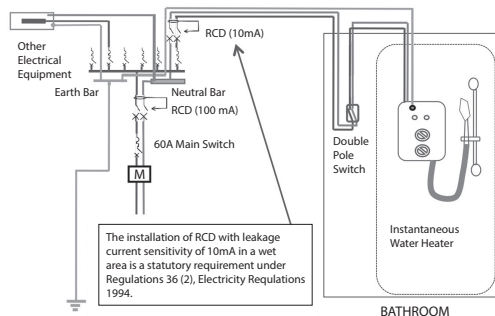 RCD (10mA)
Other
Electrical
Equipment
Earth Bar
Neutral Bar
RCD (100 mA)
60A Main Switch
M
Double
Pole
Switch
Instantaneous
Water Heater
The installation of RCD with leakage
current sensitivity of 10mA in a wet
area is a statutory requirement under
Regulations 36 (2), Electricity Regulations
1994.
BATHROOM